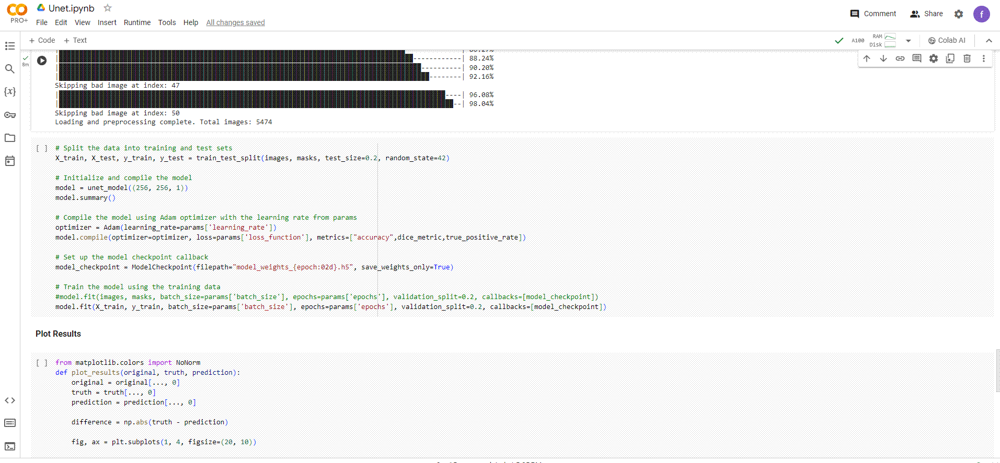 CO PRO+
Unet.ipynb
File Edit View Insert Runtime Tools Help All changes saved
Comment Share f
+ Code + Text
A100 RAM Disk Colab AI
8m
88.24%
90.20%
92.16%
Skipping bad image at index: 47
96.08%
98.04%
Skipping bad image at index: 50
Loading and preprocessing complete. Total images: 5474
{x}
[ ] # Split the data into training and test sets
X_train, X_test, y_train, y_test = train_test_split(images, masks, test_size=0.2, random_state=42)
# Initialize and compile the model
model = unet_model((256, 256, 1))
model.summary()
# Compile the model using Adam optimizer with the learning rate from params
optimizer = Adam(learning_rate=params['learning_rate'])
model.compile(optimizer=optimizer, loss=params['loss_function'], metrics=["accuracy",dice_metric,true_positive_rate])
# Set up the model checkpoint callback
model_checkpoint = ModelCheckpoint(filepath="model_weights_{epoch:02d}.h5", save_weights_only=True)
# Train the model using the training data
#model.fit(images, masks, batch_size=params['batch_size'], epochs=params['epochs'], validation_split=0.2, callbacks=[model_checkpoint])
model.fit(X_train, y_train, batch_size=params['batch_size'], epochs=params['epochs'], validation_split=0.2, callbacks=[model_checkpoint])
Plot Results
[ ] from matplotlib.colors import NoNorm
def plot_results(original, truth, prediction):
original = original[..., 0]
truth = truth[..., 0]
prediction = prediction[..., 0]
difference = np.abs(truth - prediction)
fig, ax = plt.subplots(1, 4, figsize=(20, 10))